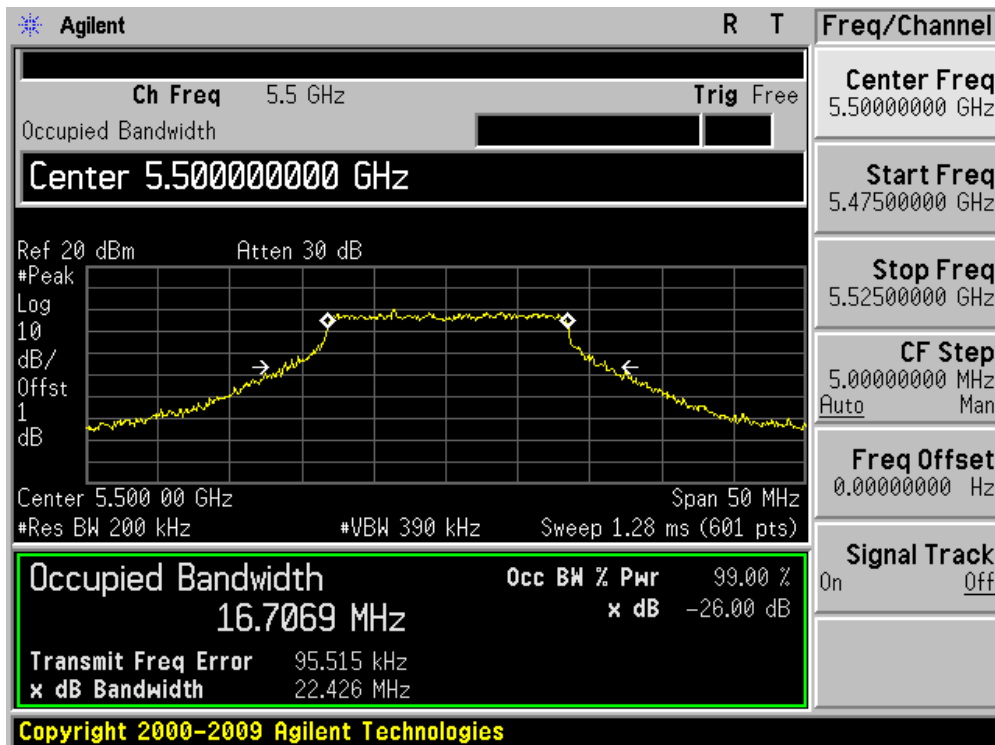 Agilent R T
Ch Freq 5.5 GHz Trig Free
Occupied Bandwidth
Center 5.500000000 GHz
Ref 20 dBm Atten 30 dB
#Peak
Log
10
dB/
Offst
1
dB
Center 5.500 00 GHz Span 50 MHz
#Res BW 200 kHz #VBW 390 kHz Sweep 1.28 ms (601 pts)
Occupied Bandwidth
16.7069 MHz
Occ BW % Pwr 99.00 %
x dB -26.00 dB
Transmit Freq Error 95.515 kHz
x dB Bandwidth 22.426 MHz
Copyright 2000-2009 Agilent Technologies
Freq/Channel
Center Freq
5.50000000 GHz
Start Freq
5.47500000 GHz
Stop Freq
5.52500000 GHz
CF Step
5.00000000 MHz
Auto Man
Freq Offset
0.00000000 Hz
Signal Track
On Off